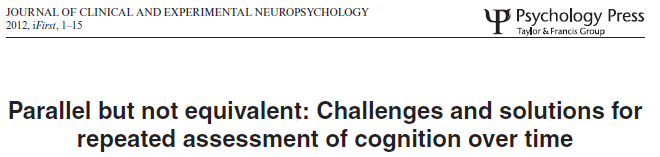 JOURNAL OF CLINICAL AND EXPERIMENTAL NEUROPSYCHOLOGY
2012, iFirst, 1–15
Psychology Press
Taylor & Francis Group
Parallel but not equivalent: Challenges and solutions for
repeated assessment of cognition over time